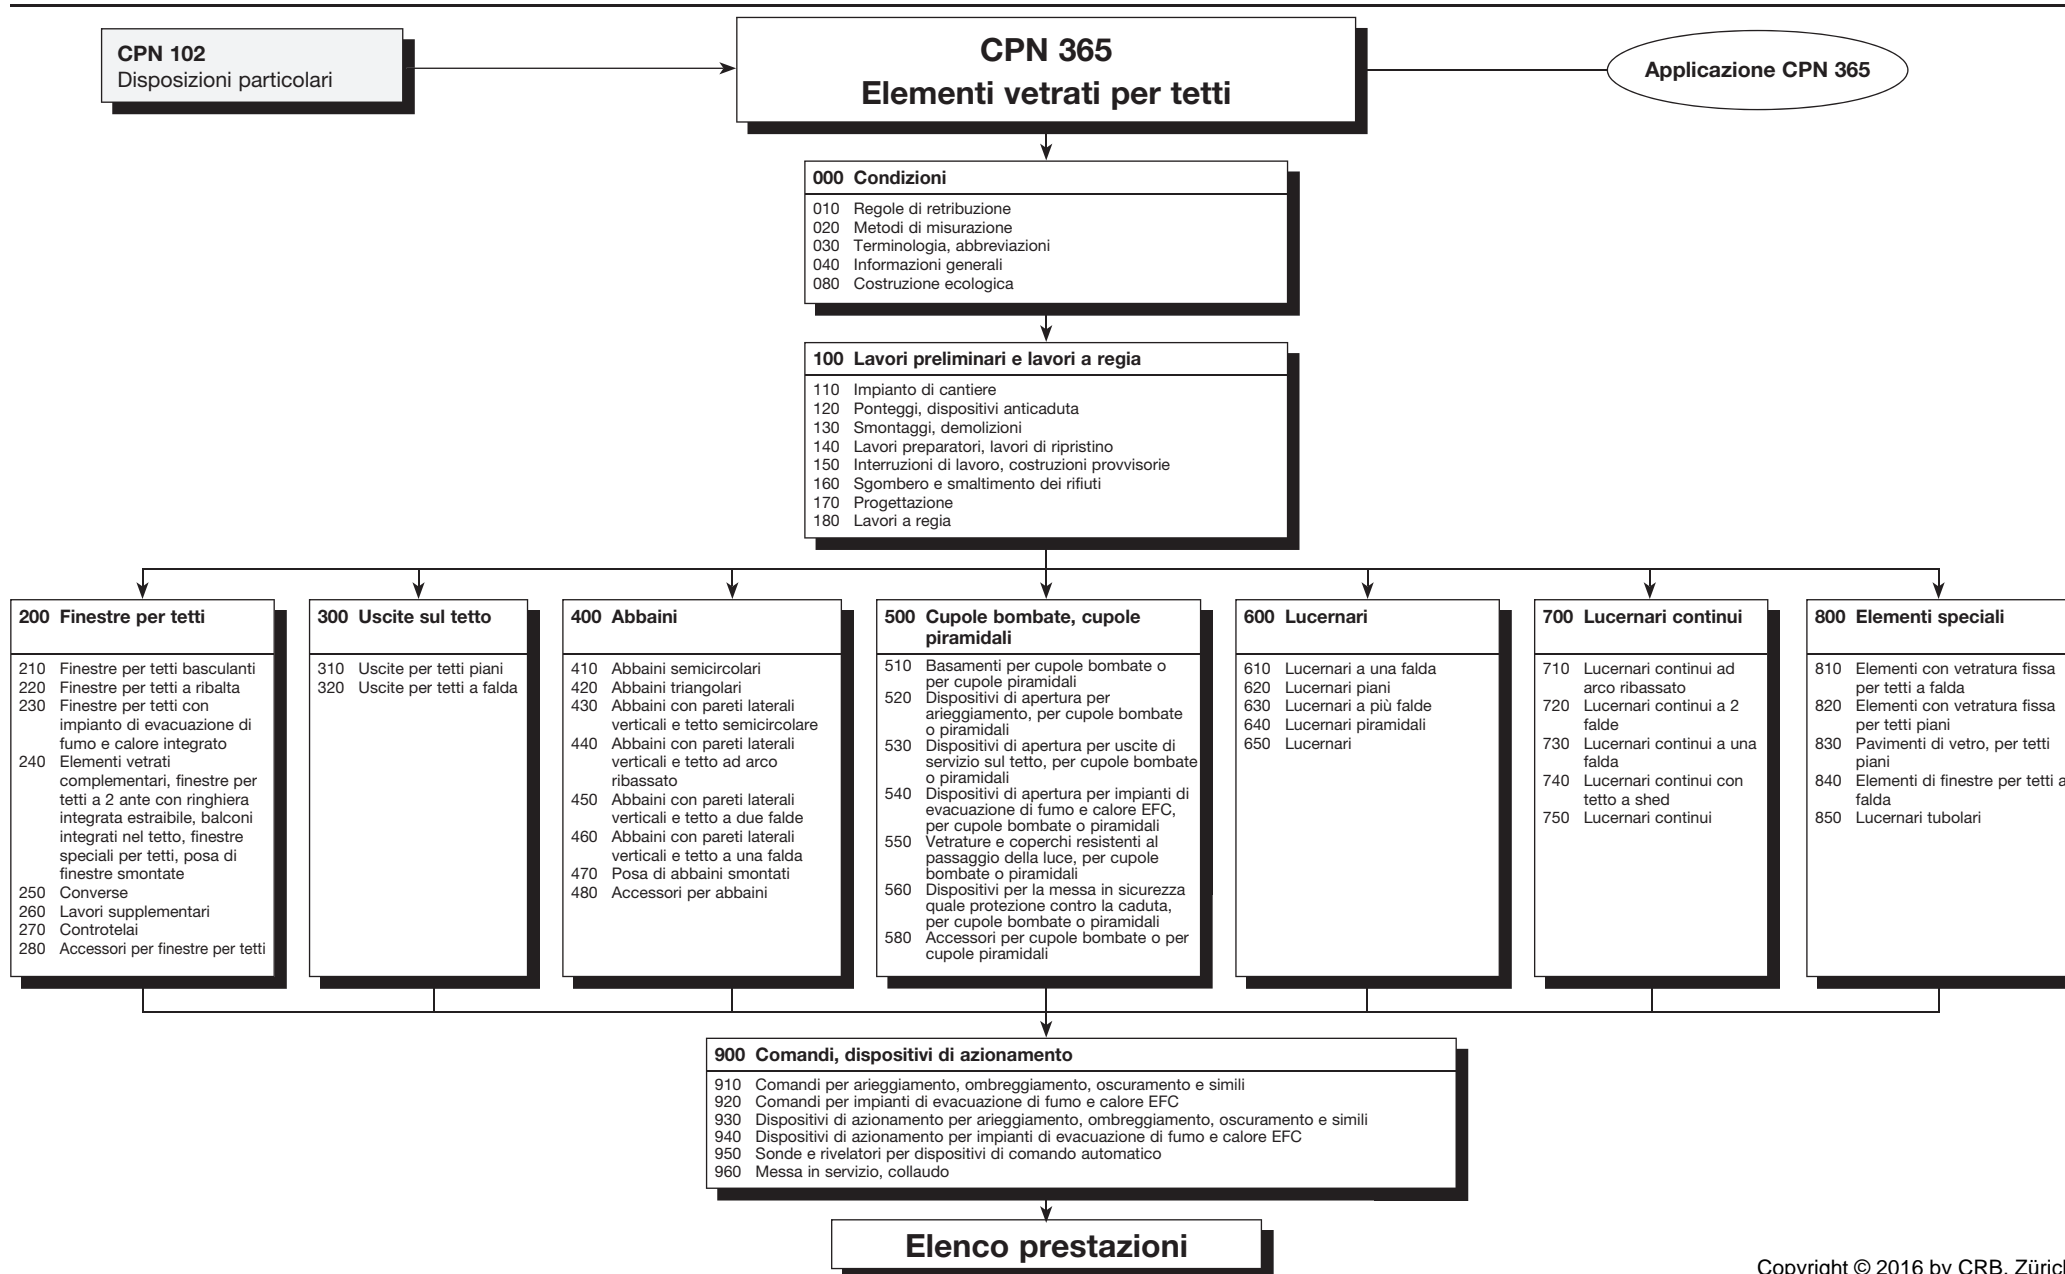 CPN 102
Disposizioni particolari
CPN 365
Elementi vetrati per tetti
Applicazione CPN 365
000 Condizioni
010 Regole di retribuzione
020 Metodi di misurazione
030 Terminologia, abbreviazioni
040 Informazioni generali
080 Costruzione ecologica
100 Lavori preliminari e lavori a regia
110 Impianto di cantiere
120 Ponteggi, dispositivi anticaduta
130 Smontaggi, demolizioni
140 Lavori preparatori, lavori di ripristino
150 Interruzioni di lavoro, costruzioni provvisorie
160 Sgombero e smaltimento dei rifiuti
170 Progettazione
180 Lavori a regia
200 Finestre per tetti
210 Finestre per tetti basculanti
220 Finestre per tetti a ribalta
230 Finestre per tetti con
impianto di evacuazione di
fumo e calore integrato
240 Elementi vetrati
complementari, finestre per
tetti a 2 ante con ringhiera
integrata estraibile, balconi
integrati nel tetto, finestre
speciali per tetti, posa di
finestre smontate
250 Converse
260 Lavori supplementari
270 Controtelai
280 Accessori per finestre per tetti
300 Uscite sul tetto
310 Uscite per tetti piani
320 Uscite per tetti a falda
400 Abbaini
410 Abbaini semicircolari
420 Abbaini triangolari
430 Abbaini con pareti laterali
verticali e tetto semicircolare
440 Abbaini con pareti laterali
verticali e tetto ad arco
ribassato
450 Abbaini con pareti laterali
verticali e tetto a due falde
460 Abbaini con pareti laterali
verticali e tetto a una falda
470 Posa di abbaini smontati
480 Accessori per abbaini
500 Cupole bombate, cupole
piramidali
510 Basamenti per cupole bombate o
per cupole piramidali
520 Dispositivi di apertura per
arieggiamento, per cupole bombate
o piramidali
530 Dispositivi di apertura per uscite di
servizio sul tetto, per cupole bombate
o piramidali
540 Dispositivi di apertura per impianti di
evacuazione di fumo e calore EFC,
per cupole bombate o piramidali
550 Vetrature e coperchi resistenti al
passaggio della luce, per cupole
bombate o piramidali
560 Dispositivi per la messa in sicurezza
quale protezione contro la caduta,
per cupole bombate o piramidali
580 Accessori per cupole bombate o per
cupole piramidali
600 Lucernari
610 Lucernari a una falda
620 Lucernari piani
630 Lucernari a più falde
640 Lucernari piramidali
650 Lucernari
700 Lucernari continui
710 Lucernari continui ad
arco ribassato
720 Lucernari continui a 2
falde
730 Lucernari continui a una
falda
740 Lucernari continui con
tetto a shed
750 Lucernari continui
800 Elementi speciali
810 Elementi con vetratura fissa
per tetti a falda
820 Elementi con vetratura fissa
per tetti piani
830 Pavimenti di vetro, per tetti
piani
840 Elementi di finestre per tetti a
falda
850 Lucernari tubolari
900 Comandi, dispositivi di azionamento
910 Comandi per arieggiamento, ombreggiamento, oscuramento e simili
920 Comandi per impianti di evacuazione di fumo e calore EFC
930 Dispositivi di azionamento per arieggiamento, ombreggiamento, oscuramento e simili
940 Dispositivi di azionamento per impianti di evacuazione di fumo e calore EFC
950 Sonde e rivelatori per dispositivi di comando automatico
960 Messa in servizio, collaudo
Elenco prestazioni
Copyright © 2016 by CRB, Zürich